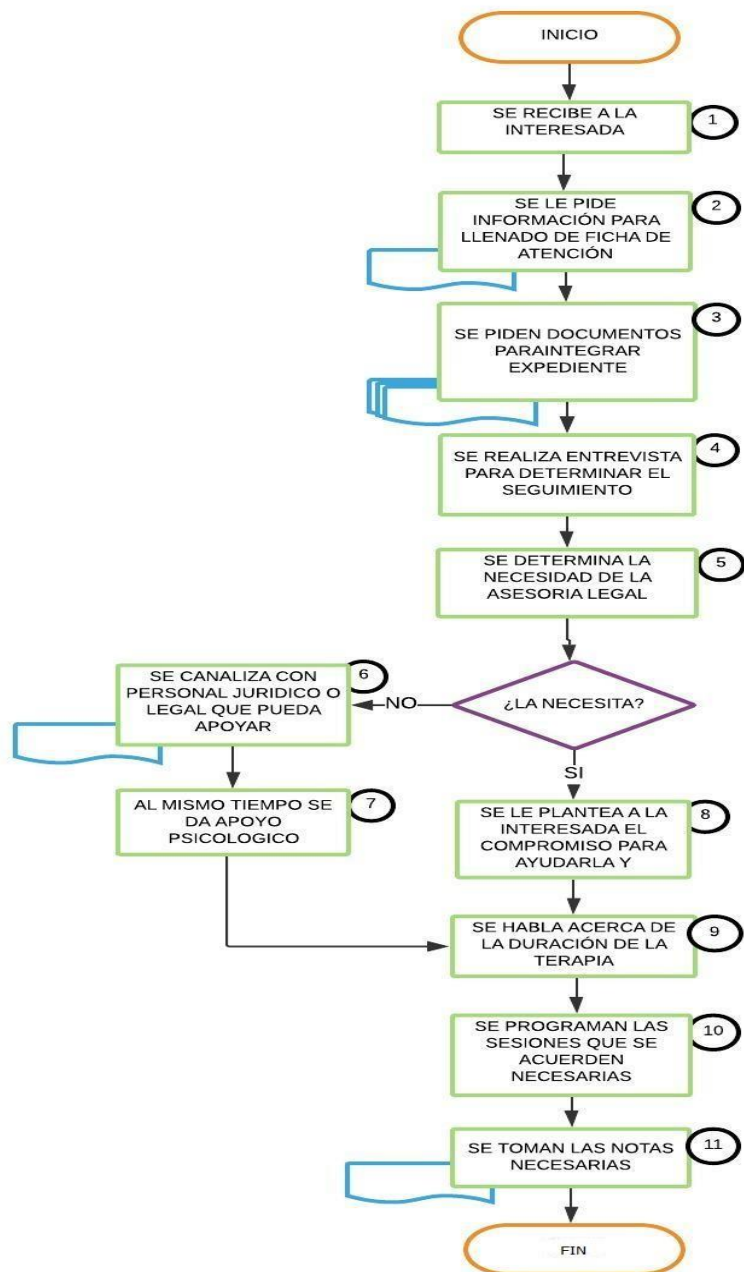 INICIO
SE RECIBE A LA
INTERESADA
1
SE LE PIDE
INFORMACIÓN PARA
LLENADO DE FICHA DE
ATENCIÓN
2
SE PIDEN DOCUMENTOS
PARAINTEGRAR
EXPEDIENTE
3
SE REALIZA ENTREVISTA
PARA DETERMINAR EL
SEGUIMIENTO
4
SE DETERMINA LA
NECESIDAD DE LA
ASESORIA LEGAL
5
¿LA NECESITA?
NO
SE CANALIZA CON
PERSONAL JURIDICO O
LEGAL QUE PUEDA
APOYAR
6
AL MISMO TIEMPO SE
DA APOYO
PSICOLOGICO
7
SI
SE LE PLANTEA A LA
INTERESADA EL
COMPROMISO PARA
AYUDARLA Y
8
SE HABLA ACERCA DE
LA DURACIÓN DE LA
TERAPIA
9
SE PROGRAMAN LAS
SESIONES QUE SE
ACUERDEN
NECESARIAS
10
SE TOMAN LAS NOTAS
NECESARIAS
11
FIN